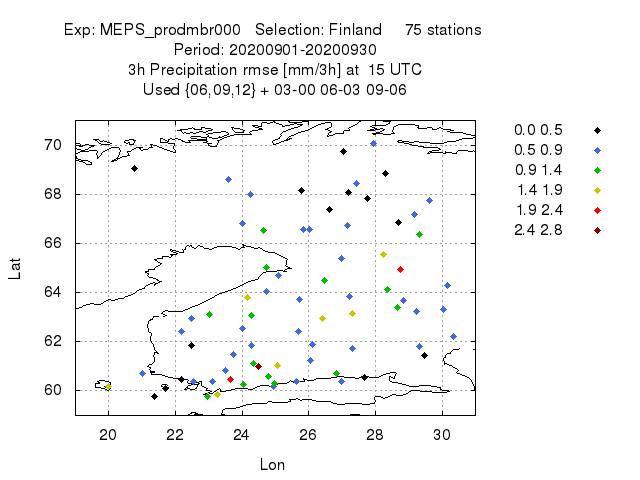 Exp: MEPS_prodmbr000   Selection: Finland     75 stations
Period: 20200901-20200930
3h Precipitation rmse [mm/3h] at  15 UTC
Used {06,09,12} + 03-00 06-03 09-06
70
68
66
64
62
60
Lat
20 22 24 26 28 30
Lon
0.0 0.5
0.5 0.9
0.9 1.4
1.4 1.9
1.9 2.4
2.4 2.8